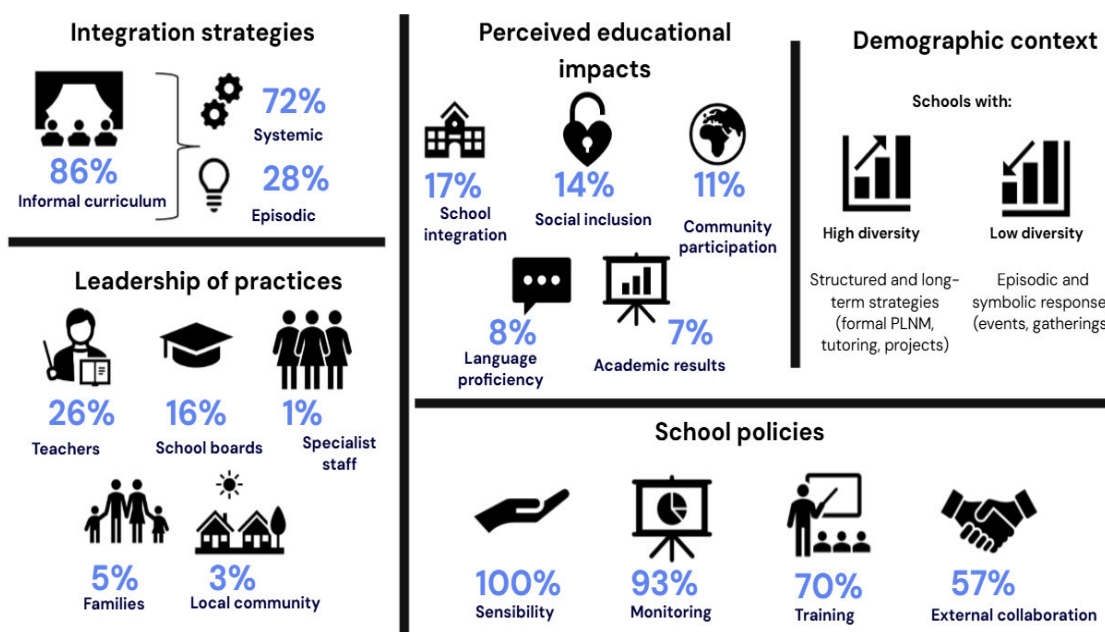 Integration strategies
86%
Informal curriculum
72%
Systemic
28%
Episodic
Leadership of practices
26%
Teachers
16%
School boards
1%
Specialist
staff
5%
Families
3%
Local community
Perceived educational
impacts
17%
School
integration
14%
Social inclusion
11%
Community
participation
8%
Language
proficiency
7%
Academic results
Demographic context
Schools with:
High diversity
Structured and long-
term strategies
(formal PLNM,
tutoring, projects)
Low diversity
Episodic and
symbolic response
(events, gatherings
School policies
100%
Sensibility
93%
Monitoring
70%
Training
57%
External collaboration